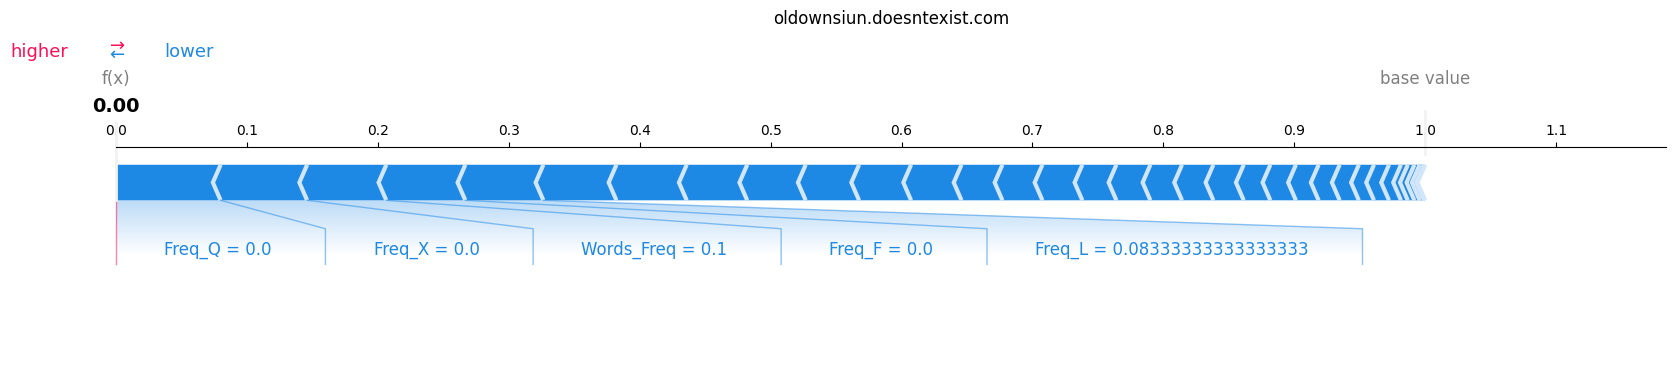 oldownsiun.doesntexist.com
higher ⇄ lower
f(x) base value
0.00
0.0 0.1 0.2 0.3 0.4 0.5 0.6 0.7 0.8 0.9 1.0 1.1
Freq_Q = 0.0 Freq_X = 0.0 Words_Freq = 0.1 Freq_F = 0.0 Freq_L = 0.08333333333333333